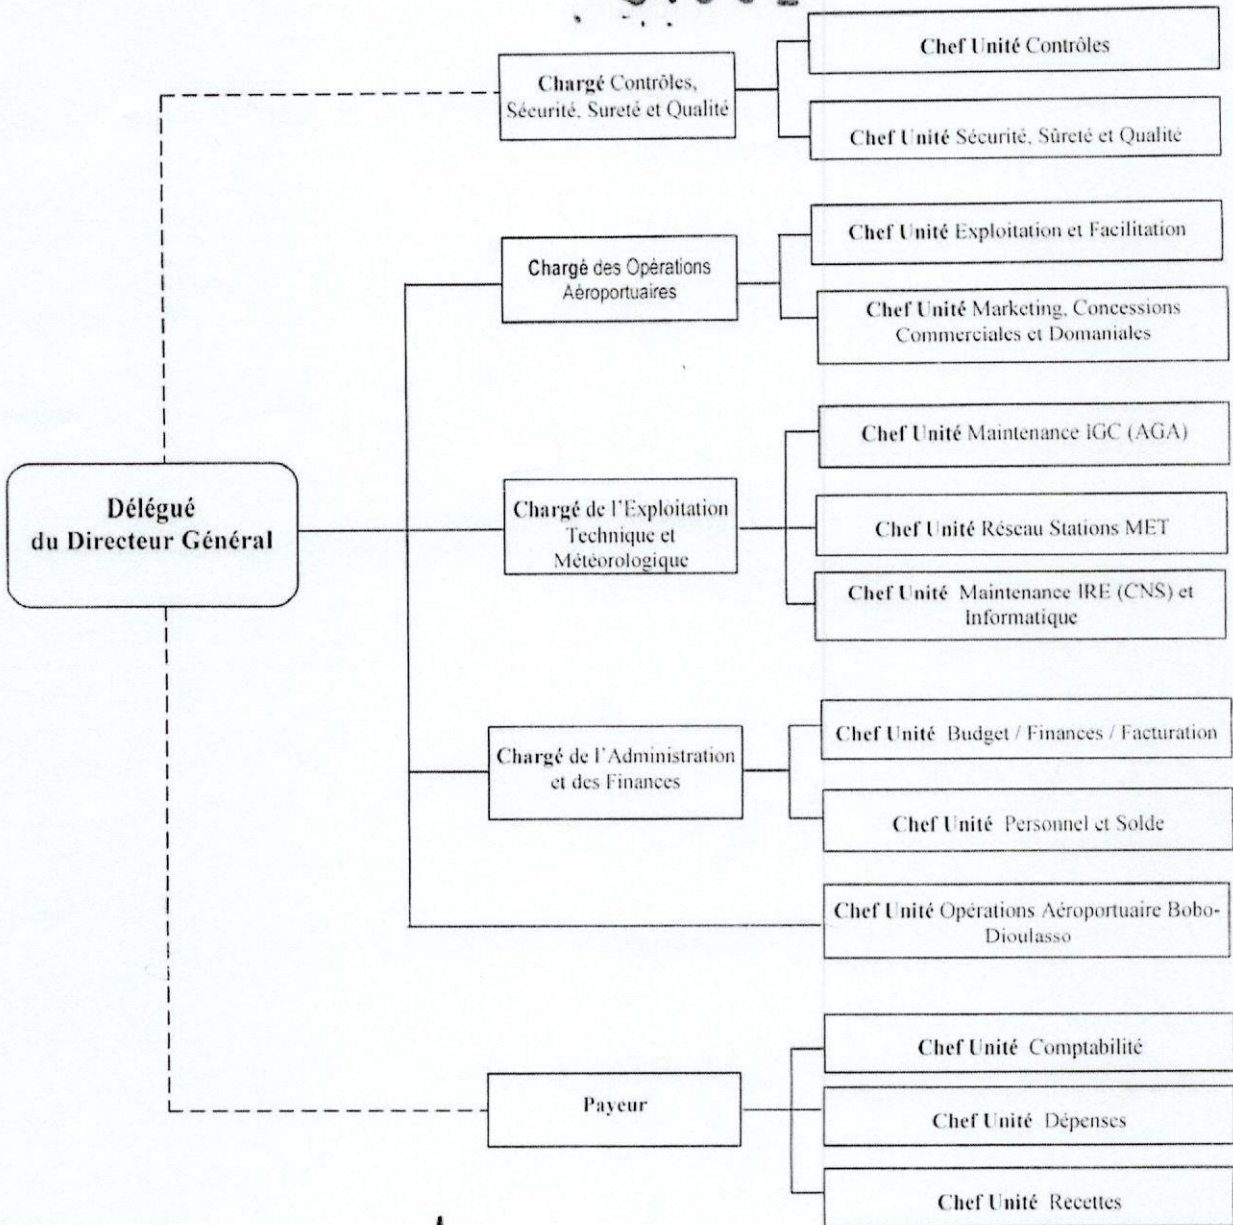 Chef Unité Contrôles
Chargé Contrôles,
Sécurité, Sureté et Qualité
Chef Unité Sécurité, Sûreté et Qualité
Chef Unité Exploitation et Facilitation
Chargé des Opérations
Aéroportuaires
Chef Unité Marketing, Concessions
Commerciales et Domaniales
Chef Unité Maintenance IGC (AGA)
Délégué
du Directeur Général
Chargé de l'Exploitation
Technique et
Météorologique
Chef Unité Réseau Stations MET
Chef Unité Maintenance IRE (CNS) et
Informatique
Chargé de l'Administration
et des Finances
Chef Unité Budget / Finances / Facturation
Chef Unité Personnel et Solde
Chef Unité Opérations Aéroportuaire Bobo-
Dioulasso
Chef Unité Comptabilité
Payeur
Chef Unité Dépenses
Chef Unité Recettes